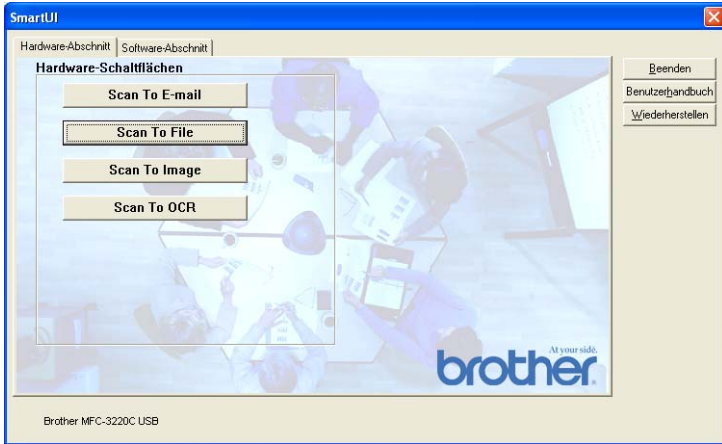 SmartUI
Hardware-Abschnitt
Software-Abschnitt
Hardware-Schaltflächen
Scan To E-mail
Scan To File
Scan To Image
Scan To OCR
Beenden
Benutzerhandbuch
Wiederherstellen
At your side.
brother
Brother MFC-3220C USB